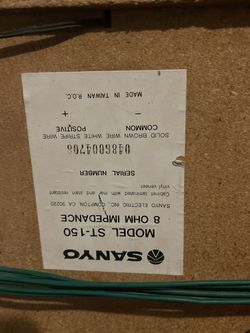 SANYO
MODEL ST-150
8 OHM IMPEDANCE
SANYO ELECTRIC INC. COMPTON, CA 90220
Cabinet laminated with mar and stain resistant
vinyl veneer.
SERIAL NUMBER
COMMON POSITIVE
SOLID BROWN WIRE WHITE STRIPE WIRE
− +
MADE IN TAIWAN R.O.C.